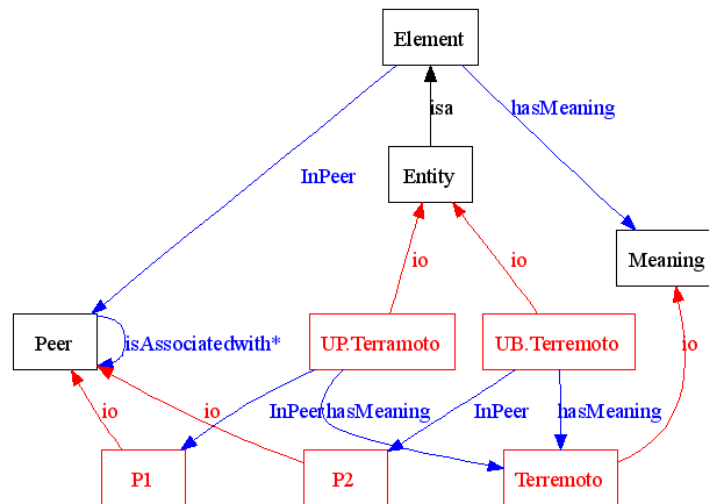 Element
isa
hasMeaning
InPeer
Entity
io
io
Meaning
Peer
isAssociatedwith*
UP.Terramoto
UB.Terremoto
io
io
io
InPeer
hasMeaning
InPeer
hasMeaning
P1
P2
Terremoto